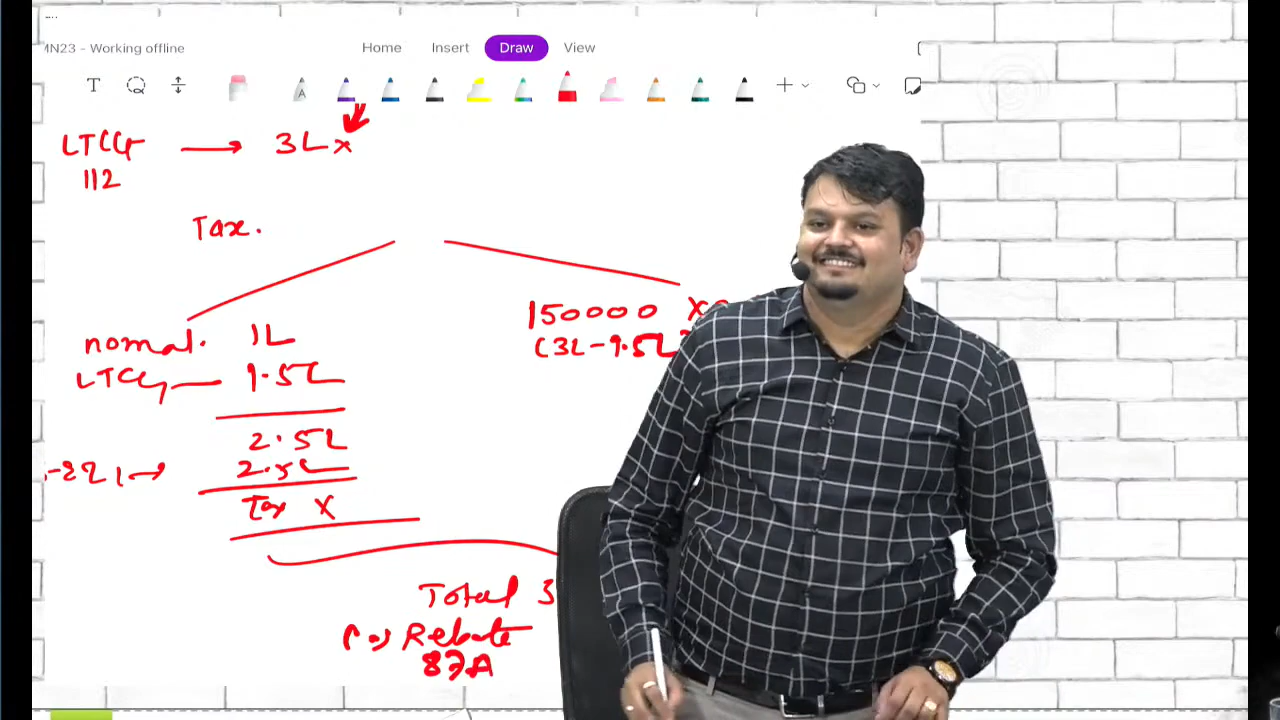 MN23 - Working offline
Home Insert Draw View
LTCG → 3L x
112
Tax.
normal. 1L
LTCG 1.5L
2.5L
2.5L
Tax X
150000 X
(3L-1.5L
Total 3
(-) Rebate
87A